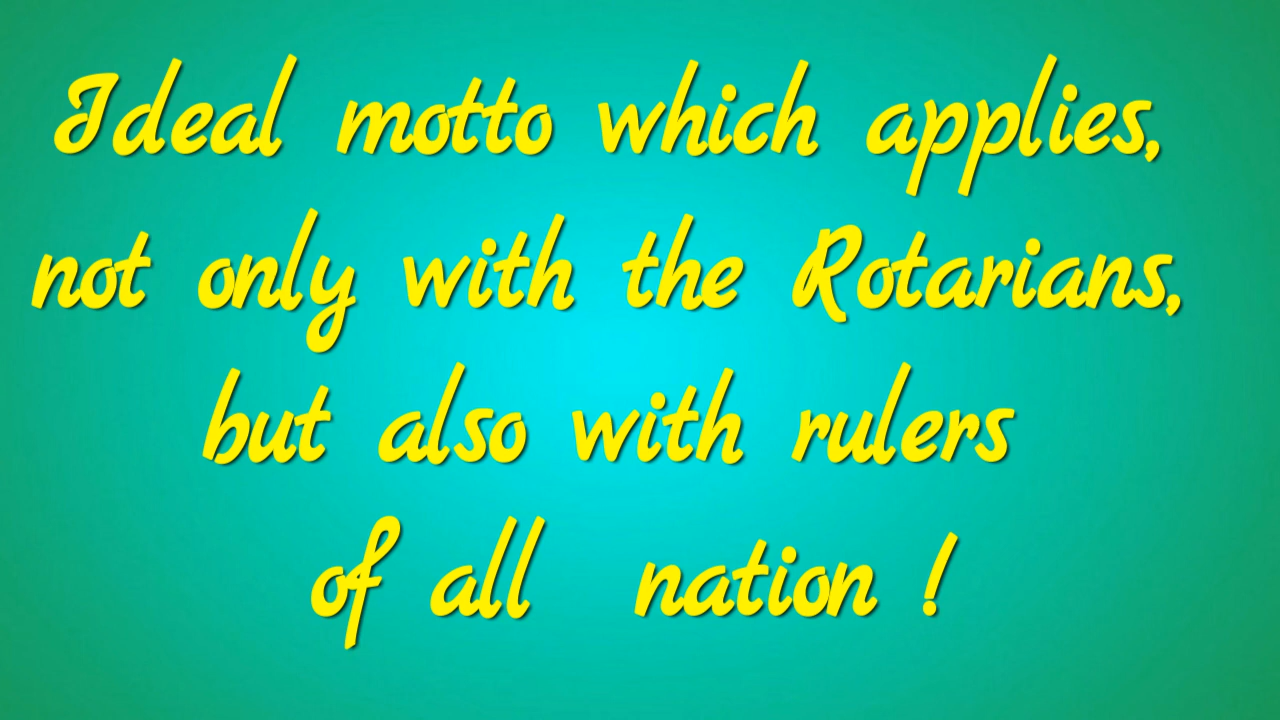 Ideal motto which applies,
not only with the Rotarians,
but also with rulers
of all nation !